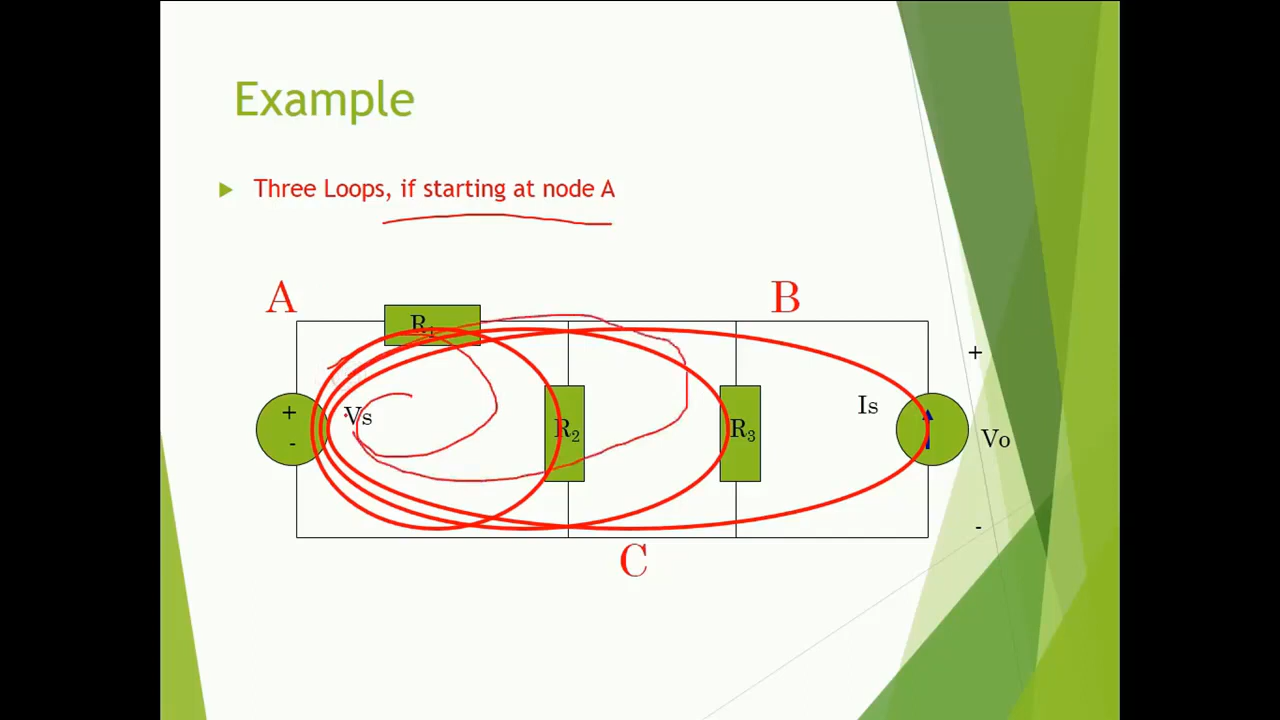 Example
Three Loops, if starting at node A
A
B
R₁
+
+
-
Vs
R₂
R₃
Is
Vo
-
C